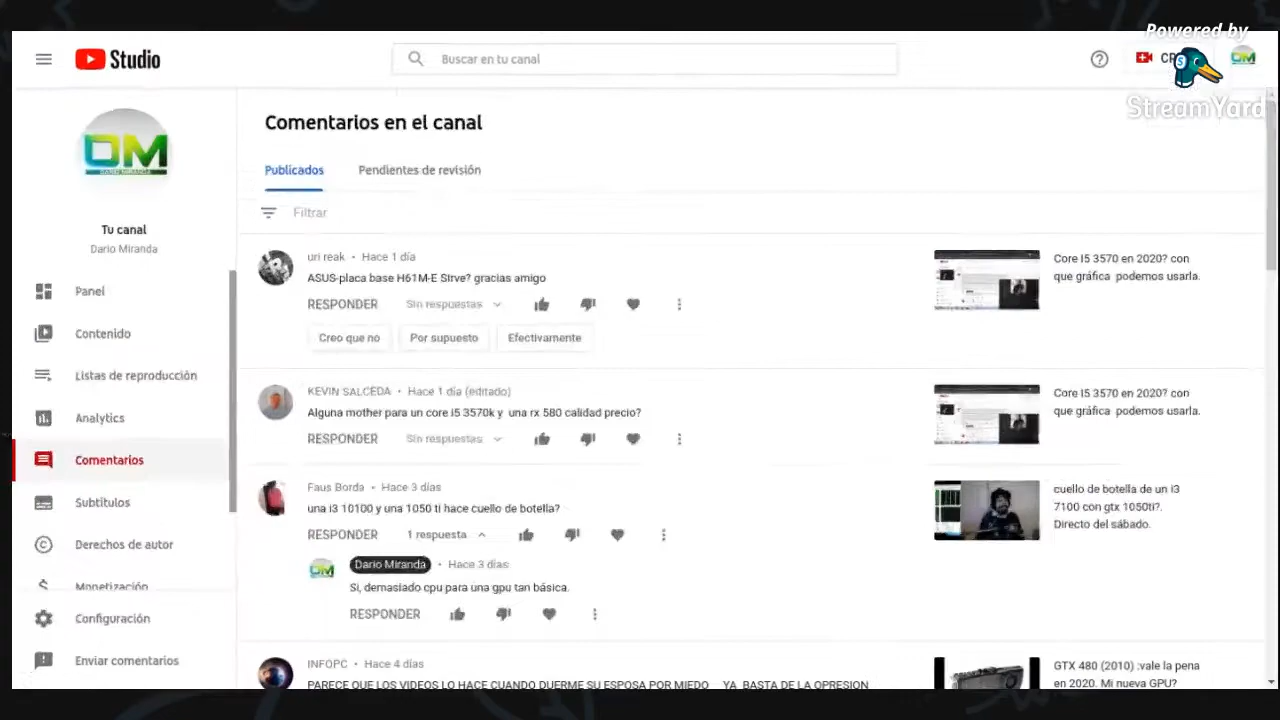 Powered by
StreamYard
Studio
Buscar en tu canal
DM
Tu canal
Dario Miranda
Panel
Contenido
Listas de reproducción
Analytics
Comentarios
Subtítulos
Derechos de autor
Monetización
Configuración
Enviar comentarios
Comentarios en el canal
Publicados
Pendientes de revisión
Filtrar
uri reak • Hace 1 día
ASUS-placa base H61M-E Sirve? gracias amigo
RESPONDER
Sin respuestas
Creo que no
Por supuesto
Efectivamente
Core I5 3570 en 2020? con
que gráfica podemos usarla.
KEVIN SALCEDA • Hace 1 día (editado)
Alguna mother para un core i5 3570k y una rx 580 calidad precio?
RESPONDER
Sin respuestas
Core I5 3570 en 2020? con
que gráfica podemos usarla.
Faus Borda • Hace 3 días
una i3 10100 y una 1050 ti hace cuello de botella?
RESPONDER
1 respuesta
cuello de botella de un i3
7100 con gtx 1050ti?.
Directo del sábado.
Dario Miranda • Hace 3 días
Si, demasiado cpu para una gpu tan básica.
RESPONDER
INFOPC • Hace 4 días
PARECE QUE LOS VIDEOS LO HACE CUANDO DUERME SU ESPOSA POR MIEDO YA BASTA DE LA OPRESION
GTX 480 (2010) :vale la pena
en 2020. Mi nueva GPU?